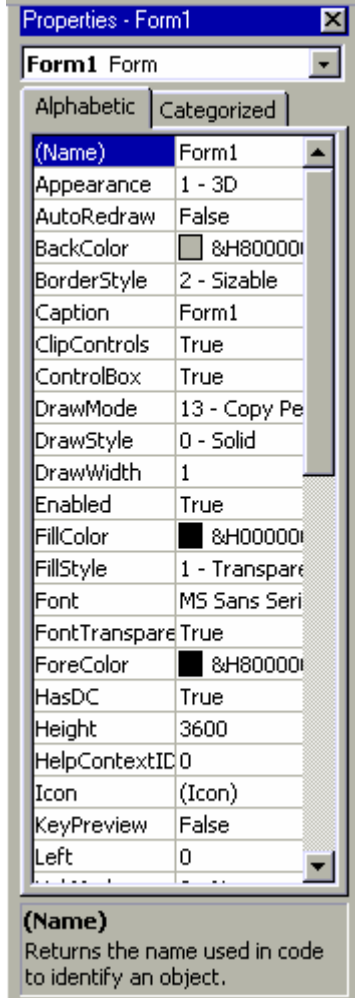 Properties - Form1
Form1 Form
Alphabetic Categorized
(Name) Form1
Appearance 1 - 3D
AutoRedraw False
BackColor &H800000
BorderStyle 2 - Sizable
Caption Form1
ClipControls True
ControlBox True
DrawMode 13 - Copy Pe
DrawStyle 0 - Solid
DrawWidth 1
Enabled True
FillColor &H000000
FillStyle 1 - Transpare
Font MS Sans Seri
FontTranspare True
ForeColor &H800000
HasDC True
Height 3600
HelpContextID 0
Icon (Icon)
KeyPreview False
Left 0
(Name)
Returns the name used in code
to identify an object.